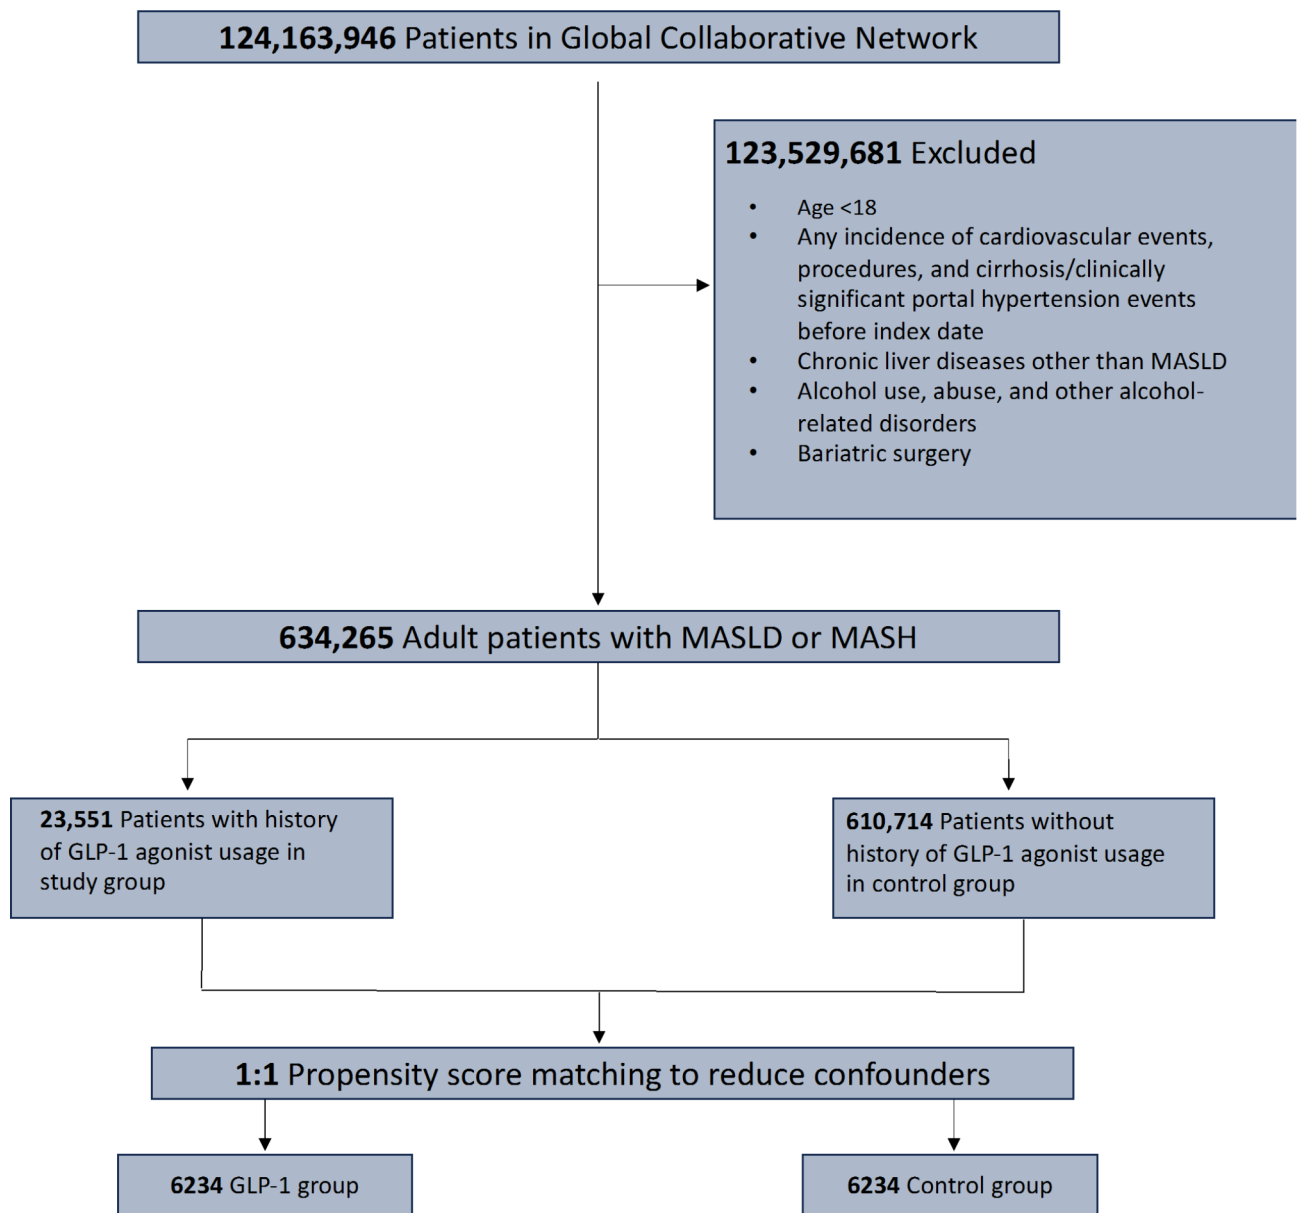 124,163,946 Patients in Global Collaborative Network
123,529,681 Excluded
• Age <18
• Any incidence of cardiovascular events,
procedures, and cirrhosis/clinically
significant portal hypertension events
before index date
• Chronic liver diseases other than MASLD
• Alcohol use, abuse, and other alcohol-
related disorders
• Bariatric surgery
634,265 Adult patients with MASLD or MASH
23,551 Patients with history
of GLP-1 agonist usage in
study group
610,714 Patients without
history of GLP-1 agonist usage
in control group
1:1 Propensity score matching to reduce confounders
6234 GLP-1 group
6234 Control group